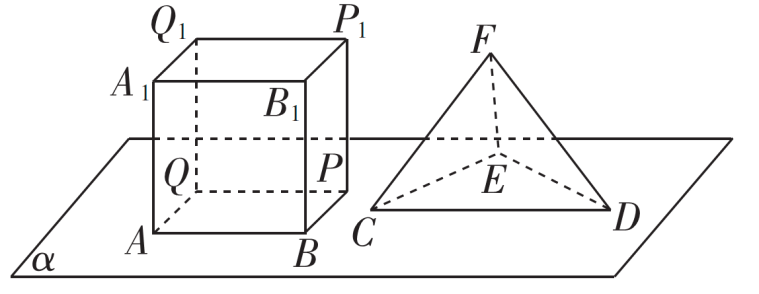 Q₁ P₁
F
A₁ B₁
Q P
E
A B C D
α